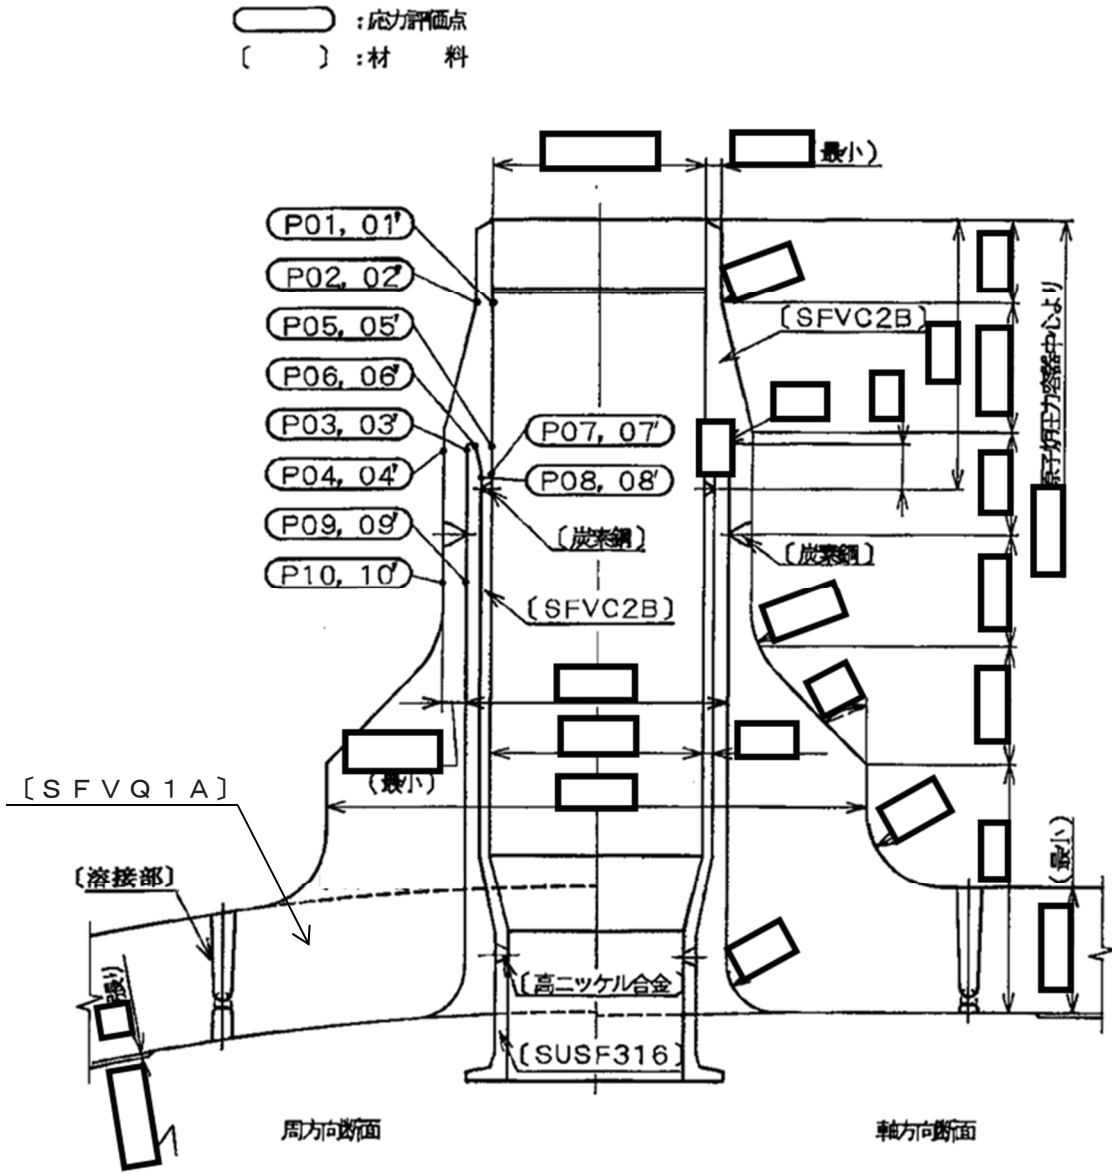 ：応力評価点
〔　　〕：材　料
(最小)
P01, 01'
P02, 02'
P05, 05'
P06, 06'
P03, 03'
P04, 04'
P09, 09'
P10, 10'
P07, 07'
P08, 08'
〔SFVC2B〕
原子炉圧力容器中心より
〔炭素鋼〕
〔炭素鋼〕
〔SFVC2B〕
(最小)
〔SFVQ1A〕
(最小)
〔溶接部〕
〔高ニッケル合金〕
〔SUSF316〕
周方向断面
軸方向断面